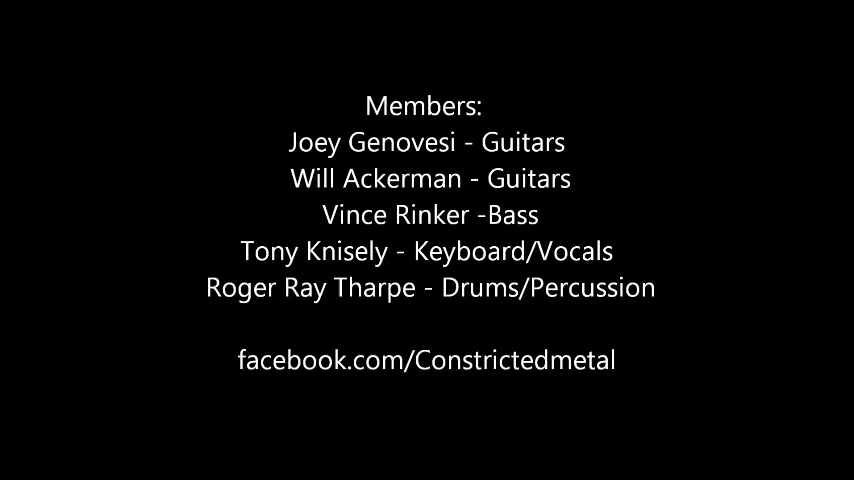 Members:
Joey Genovesi - Guitars
Will Ackerman - Guitars
Vince Rinker -Bass
Tony Knisely - Keyboard/Vocals
Roger Ray Tharpe - Drums/Percussion
facebook.com/Constrictedmetal